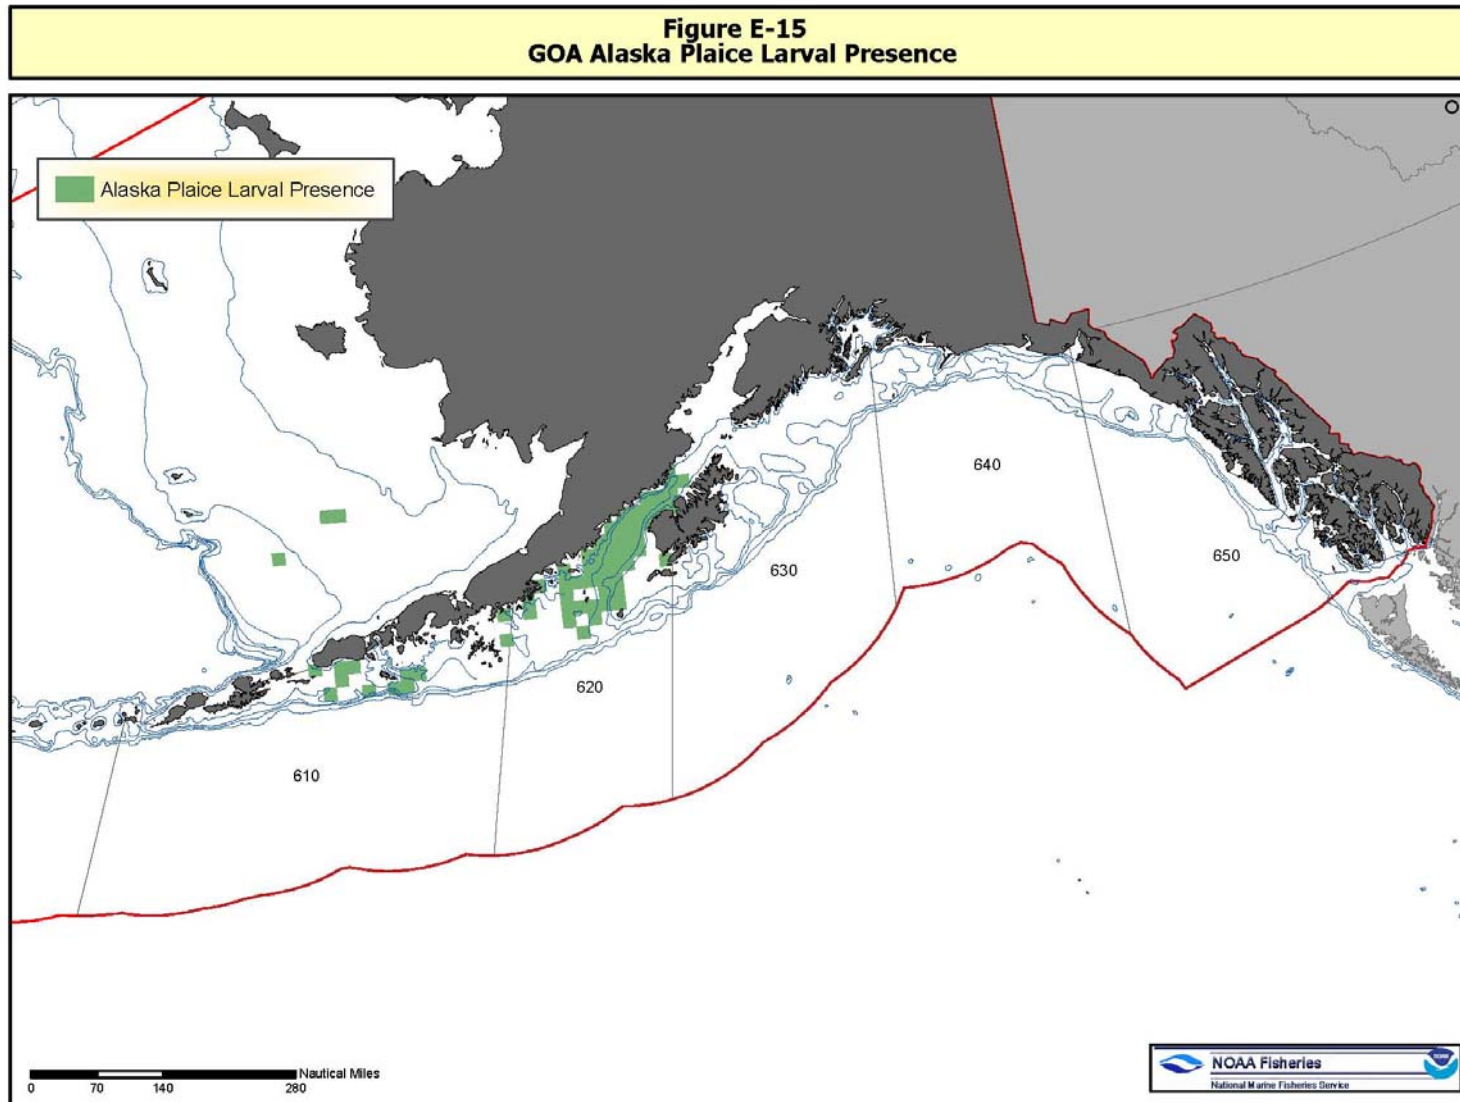 Figure E-15
GOA Alaska Plaice Larval Presence
Alaska Plaice Larval Presence
640
650
630
620
610
Nautical Miles
0 70 140 280
NOAA Fisheries
National Marine Fisheries Service